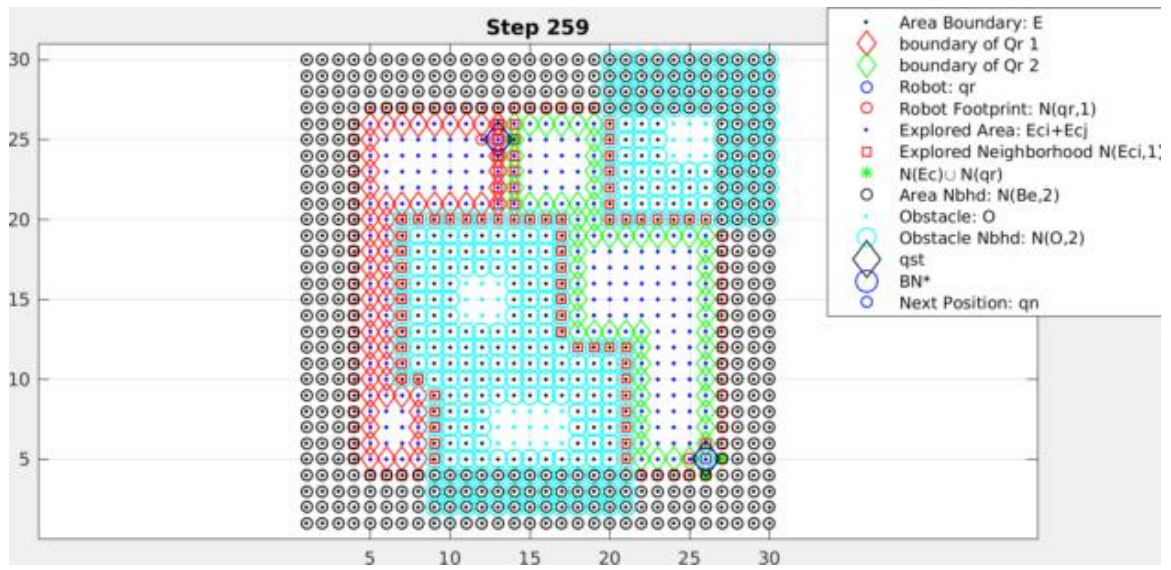 Step 259
Area Boundary: E
boundary of Qr 1
boundary of Qr 2
Robot: qr
Robot Footprint: N(qr,1)
Explored Area: Eci+Ecj
Explored Neighborhood N(Eci,1)
N(Ec)∪ N(qr)
Area Nbhd: N(Be,2)
Obstacle: O
Obstacle Nbhd: N(O,2)
qst
BN*
Next Position: qn
30
25
20
15
10
5
5 10 15 20 25 30